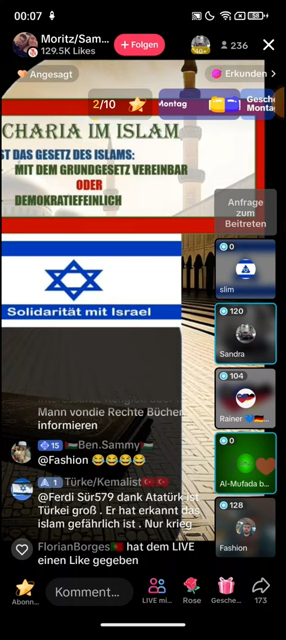 00:07
Moritz/Sam...
129.5K Likes
+ Folgen
236
Angesagt
Erkunden >
2/10
Montag
Gesche
Montag
CHARIA IM ISLAM
ST DAS GESETZ DES ISLAMS:
MIT DEM GRUNDGESETZ VEREINBAR
ODER
DEMOKRATIEFEINLICH
Anfrage
zum
Beitreten
0
slim
Solidarität mit Israel
120
Sandra
104
Rainer
Mann vondie Rechte Bücher
informieren
15 Ben.Sammy
@Fashion
0
Al-Mufada b...
1 Türke/Kemalist
@Ferdi Sür579 dank Atatürk ist
Türkei groß . Er hat erkannt das
islam gefährlich ist . Nur krieg
128
Fashion
FlorianBorges hat dem LIVE
einen Like gegeben
Abonn...
Kommentar...
LIVE mi...
Rose
Gesche...
173